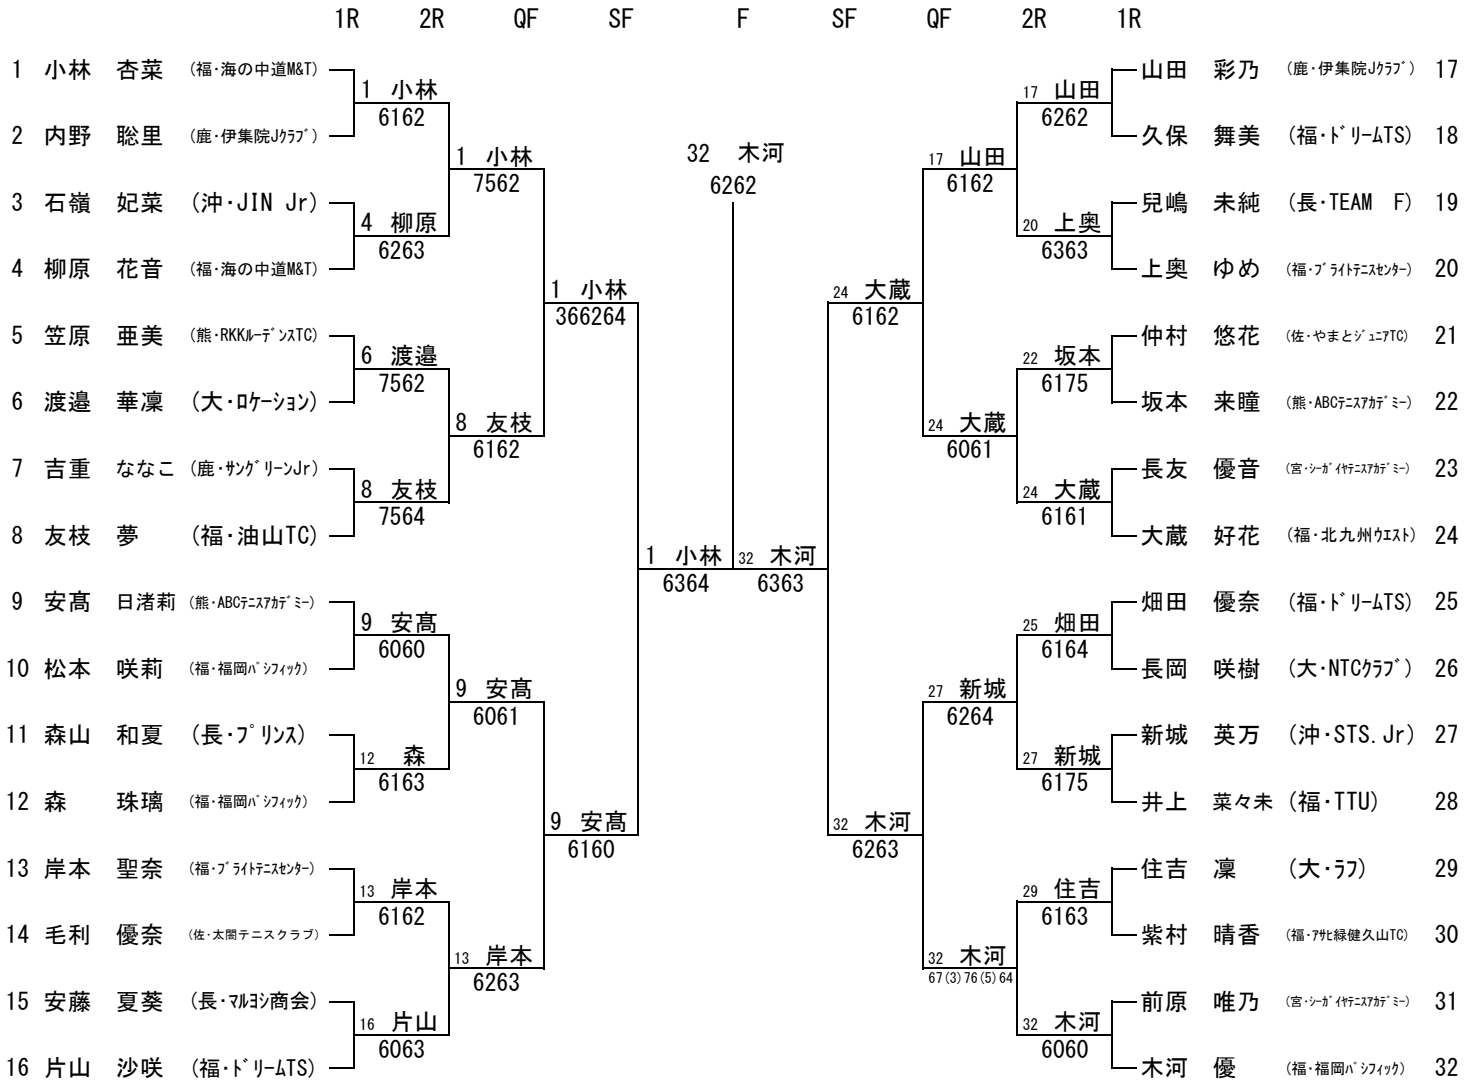 1R 2R QF SF F SF QF 2R 1R
1 小林 杏菜 (福・海の中道M&T)
2 内野 聡里 (鹿・伊集院Jｸﾗﾌﾞ)
3 石嶺 妃菜 (沖・JIN Jr)
4 柳原 花音 (福・海の中道M&T)
5 笠原 亜美 (熊・RKKﾙｰﾃﾞﾝｽTC)
6 渡邉 華凜 (大・ﾛｹｰｼｮﾝ)
7 吉重 ななこ (鹿・ｻﾝｸﾞﾘｰﾝJr)
8 友枝 夢 (福・油山TC)
9 安髙 日渚莉 (熊・ABCﾃﾆｽｱｶﾃﾞﾐｰ)
10 松本 咲莉 (福・福岡ﾊﾟｼﾌｨｯｸ)
11 森山 和夏 (長・ﾌﾟﾘﾝｽ)
12 森 珠璃 (福・福岡ﾊﾟｼﾌｨｯｸ)
13 岸本 聖奈 (福・ﾌﾞﾗｲﾄﾃﾆｽｾﾝﾀｰ)
14 毛利 優奈 (佐・太閤テニスクラブ)
15 安藤 夏葵 (長・ﾏﾙﾖｼ商会)
16 片山 沙咲 (福・ﾄﾞﾘｰﾑTS)
1 小林
6162
4 柳原
6263
6 渡邉
7562
8 友枝
7564
9 安髙
6060
12 森
6163
13 岸本
6162
16 片山
6063
1 小林
7562
8 友枝
6162
9 安髙
6061
13 岸本
6263
1 小林
366264
9 安髙
6160
1 小林
6364
32 木河
6262
32 木河
6363
24 大蔵
6162
32 木河
6263
17 山田
6162
24 大蔵
6061
27 新城
6264
32 木河
67(3)76(5)64
17 山田
6262
20 上奥
6363
22 坂本
6175
24 大蔵
6161
25 畑田
6164
27 新城
6175
29 住吉
6163
32 木河
6060
山田 彩乃 (鹿・伊集院Jｸﾗﾌﾞ) 17
久保 舞美 (福・ﾄﾞﾘｰﾑTS) 18
兒嶋 未純 (長・TEAM F) 19
上奥 ゆめ (福・ﾌﾞﾗｲﾄﾃﾆｽｾﾝﾀｰ) 20
仲村 悠花 (佐・やまとｼﾞｭﾆｱTC) 21
坂本 来瞳 (熊・ABCﾃﾆｽｱｶﾃﾞﾐｰ) 22
長友 優音 (宮・ｼｰｶﾞｲﾔﾃﾆｽｱｶﾃﾞﾐｰ) 23
大蔵 好花 (福・北九州ｳｴｽﾄ) 24
畑田 優奈 (福・ﾄﾞﾘｰﾑTS) 25
長岡 咲樹 (大・NTCｸﾗﾌﾞ) 26
新城 英万 (沖・STS.Jr) 27
井上 菜々未 (福・TTU) 28
住吉 凜 (大・ﾗﾌ) 29
紫村 晴香 (福・ｱｻﾋ緑健久山TC) 30
前原 唯乃 (宮・ｼｰｶﾞｲﾔﾃﾆｽｱｶﾃﾞﾐｰ) 31
木河 優 (福・福岡ﾊﾟｼﾌｨｯｸ) 32